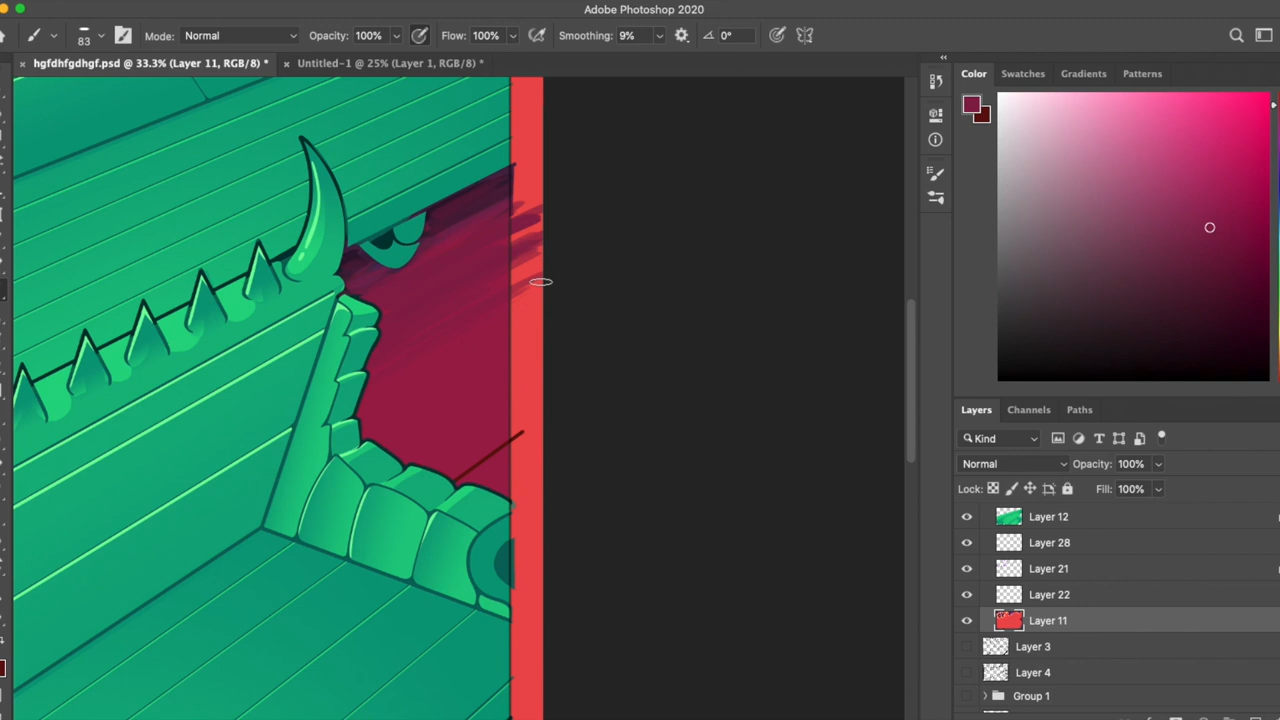 Adobe Photoshop 2020
83 Mode: Normal Opacity: 100% Flow: 100% Smoothing: 9% 0°
hgfdhfgdhgf.psd @ 33.3% (Layer 11, RGB/8) * Untitled-1 @ 25% (Layer 1, RGB/8) *
Color Swatches Gradients Patterns
Layers Channels Paths
Kind
Normal Opacity: 100%
Lock: Fill: 100%
Layer 12
Layer 28
Layer 21
Layer 22
Layer 11
Layer 3
Layer 4
Group 1